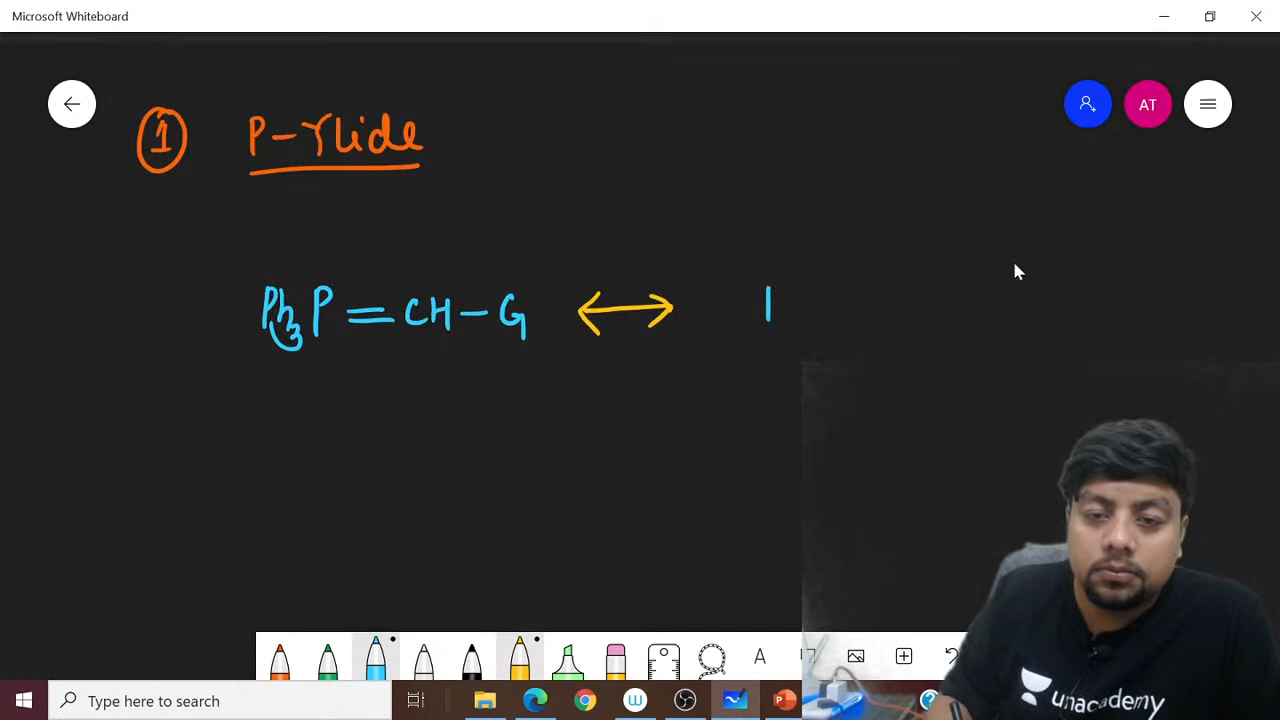 Microsoft Whiteboard
① P-Ylide
AT
Ph₃P = CH - G ⟷ |
A
W
Type here to search
unacademy